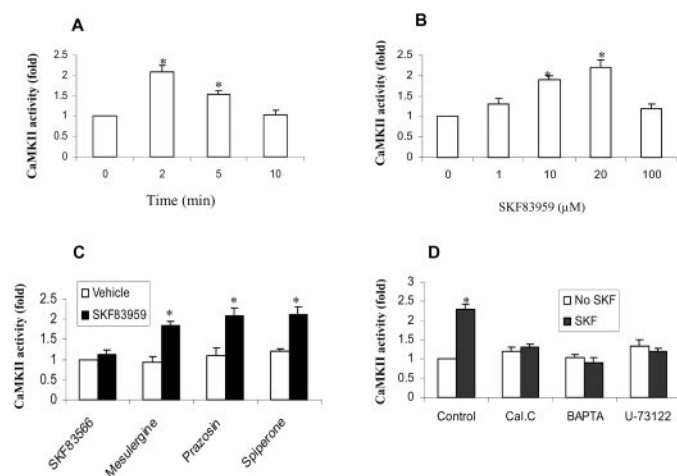 A
CaMKII activity (fold)
2.5
2
1.5
1
0.5
0
*
*
0 2 5 10
Time (min)
B
CaMKII activity (fold)
2.5
2
1.5
1
0.5
0
*
*
0 1 10 20 100
SKF83959 (µM)
C
Vehicle
SKF83959
CaMKII activity (fold)
2.5
2
1.5
1
0.5
0
*
*
*
SKF83566
Mesulergine
Prazosin
Spiperone
D
No SKF
SKF
CaMKII activity (fold)
3
2.5
2
1.5
1
0.5
0
*
Control Cal.C BAPTA U-73122